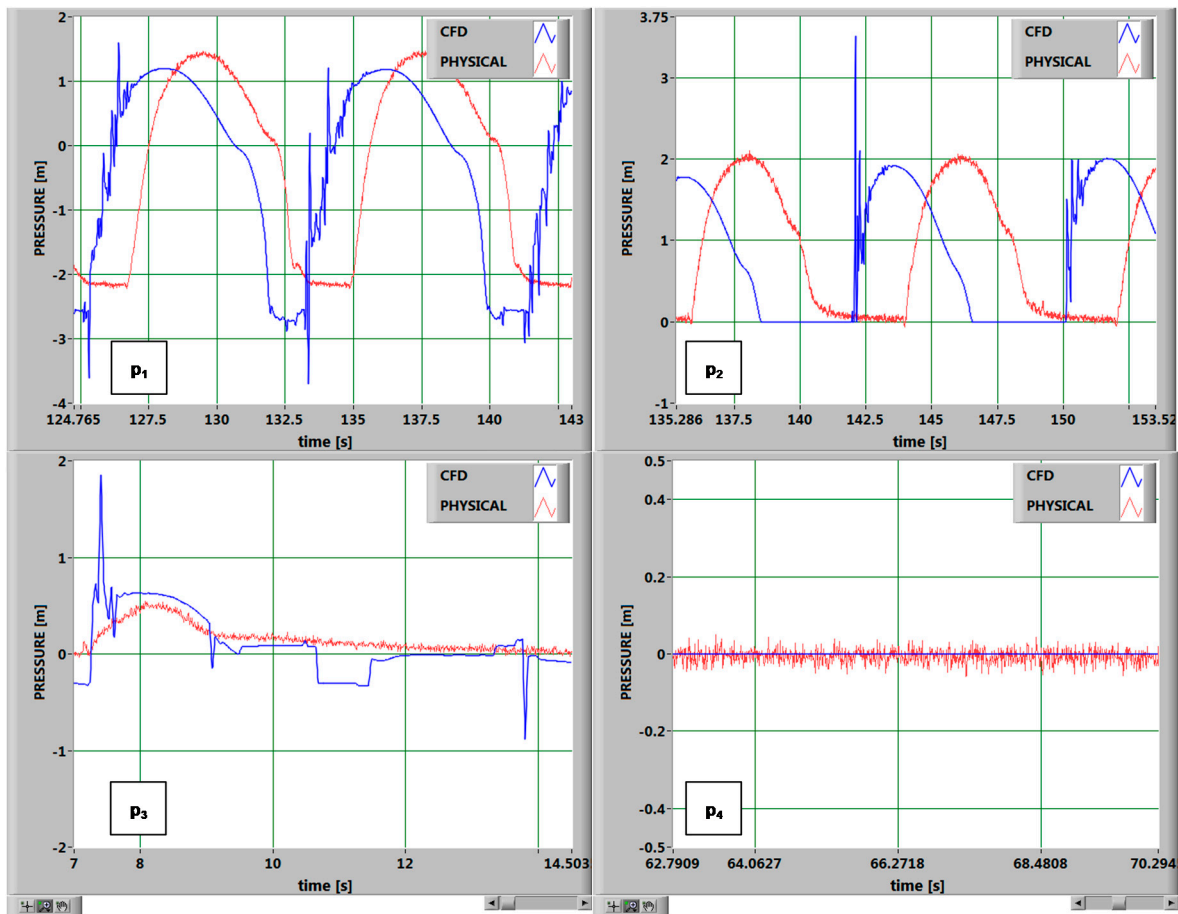 2
1
0
-1
-2
-3
-4
PRESSURE [m]
CFD
PHYSICAL
p₁
124.765 127.5 130 132.5 135 137.5 140 143
time [s]
3.75
3
2
1
0
-1
PRESSURE [m]
CFD
PHYSICAL
p₂
135.286 137.5 140 142.5 145 147.5 150 153.52
time [s]
2
1
0
-1
-2
PRESSURE [m]
CFD
PHYSICAL
p₃
7 8 10 12 14.503
time [s]
0.5
0.4
0.2
0
-0.2
-0.4
-0.5
PRESSURE [m]
CFD
PHYSICAL
p₄
62.7909 64.0627 66.2718 68.4808 70.294
time [s]